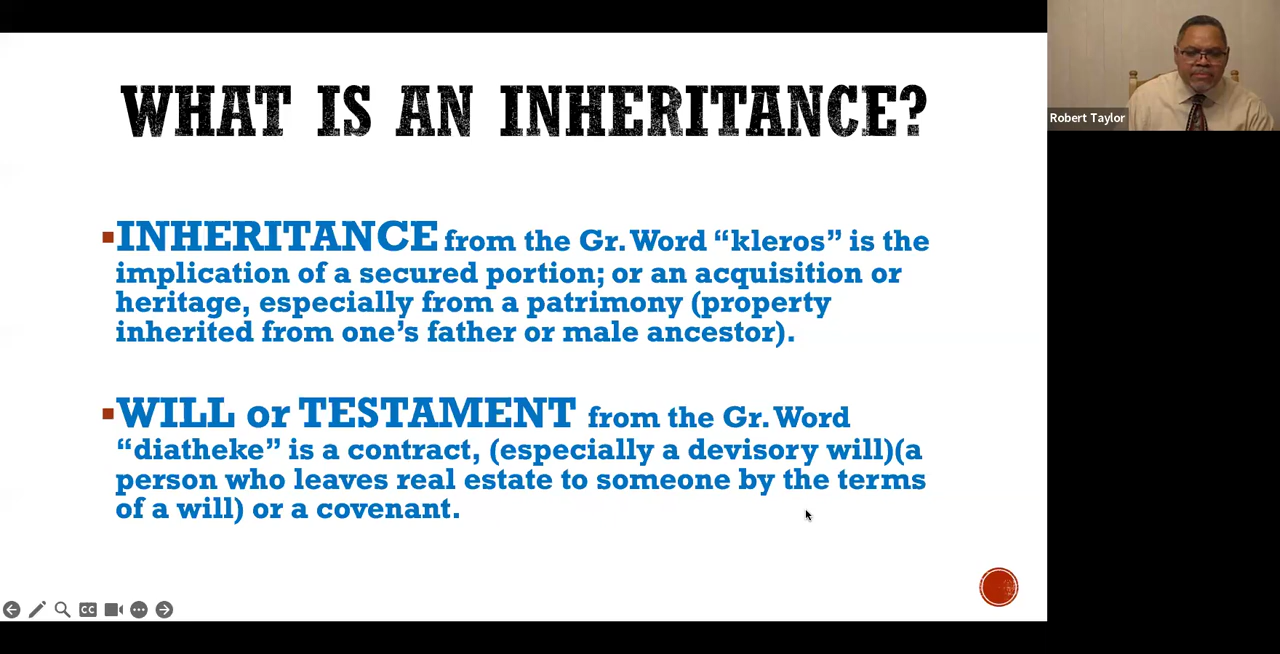 WHAT IS AN INHERITANCE?
Robert Taylor
▪INHERITANCE from the Gr. Word “kleros” is the
implication of a secured portion; or an acquisition or
heritage, especially from a patrimony (property
inherited from one’s father or male ancestor).
▪WILL or TESTAMENT from the Gr. Word
“diatheke” is a contract, (especially a devisory will)(a
person who leaves real estate to someone by the terms
of a will) or a covenant.
CC